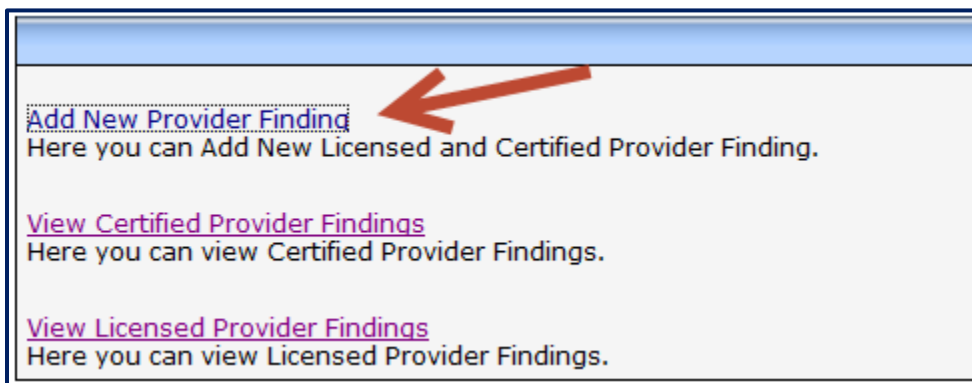 Add New Provider Finding
Here you can Add New Licensed and Certified Provider Finding.
View Certified Provider Findings
Here you can view Certified Provider Findings.
View Licensed Provider Findings
Here you can view Licensed Provider Findings.